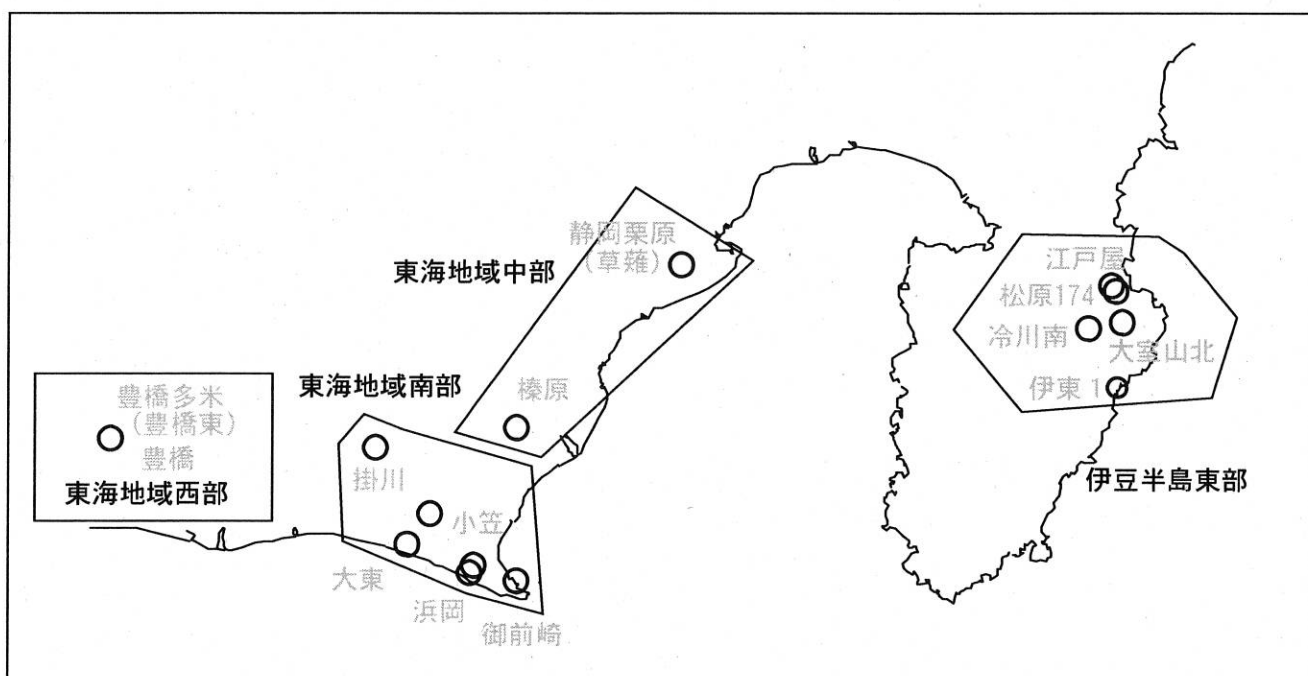 静岡栗原
(草薙)
東海地域中部
江戸屋
松原174
冷川南
大室山北
伊東1
伊豆半島東部
東海地域南部
榛原
豊橋多米
(豊橋東)
豊橋
東海地域西部
掛川
小笠
大東
浜岡
御前崎